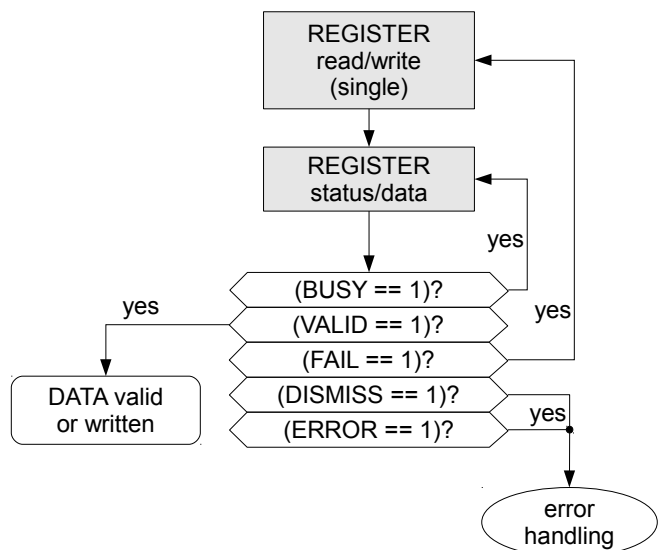 REGISTER
read/write
(single)
REGISTER
status/data
yes
(BUSY == 1)?
yes
(VALID == 1)?
yes
(FAIL == 1)?
DATA valid
or written
(DISMISS == 1)?
yes
(ERROR == 1)?
error
handling